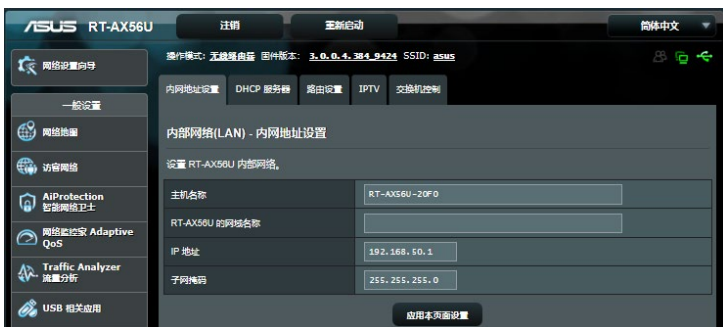 ASUS RT-AX56U 注销 重新启动 简体中文
操作模式: 无线路由器 固件版本: 3.0.0.4.384_9424 SSID: asus
网络设置向导
内网地址设置 DHCP 服务器 路由设置 IPTV 交换机控制
一般设置
网络地图
访客网络
AiProtection
智能网络卫士
网络监控家 Adaptive
QoS
Traffic Analyzer
流量分析
USB 相关应用
内部网络(LAN) - 内网地址设置
设置 RT-AX56U 内部网络。
主机名称 RT-AX56U-20F0
RT-AX56U 的网域名称
IP 地址 192.168.50.1
子网掩码 255.255.255.0
应用本页面设置